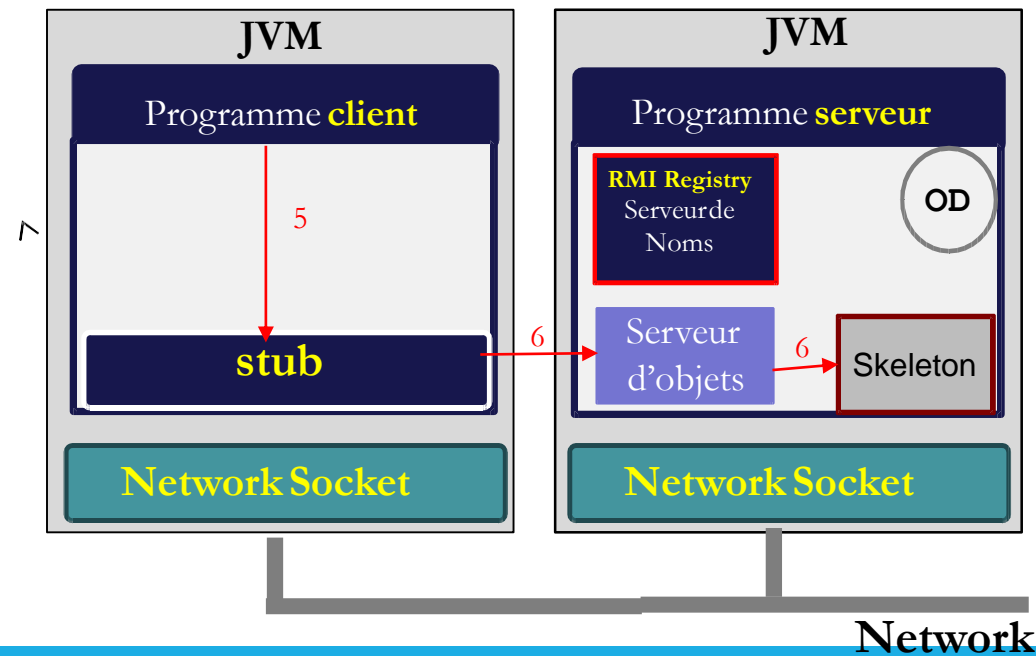 JVM
Programme client
5
7
stub
Network Socket
6
JVM
Programme serveur
RMI Registry
Serveurde
Noms
OD
Serveur
d'objets
6
Skeleton
Network Socket
Network